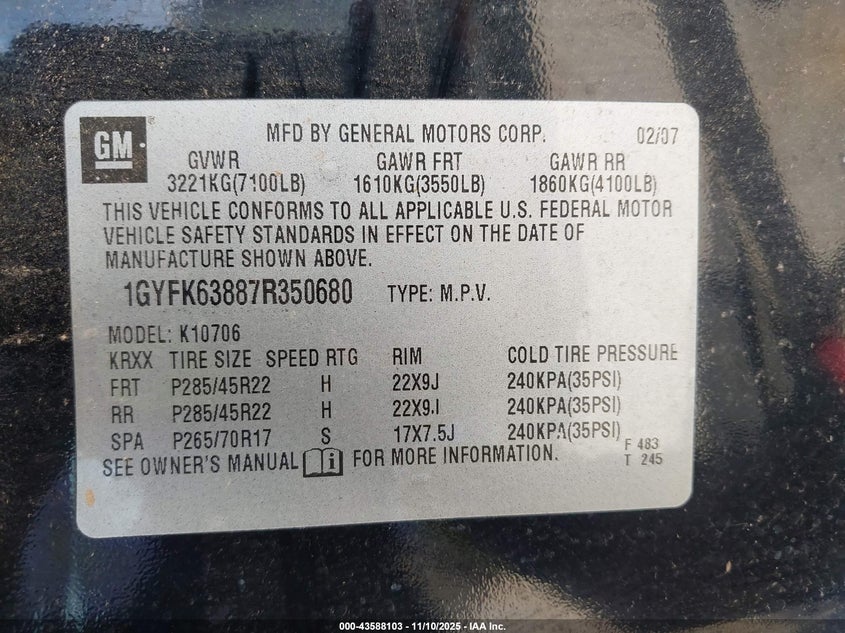 GM
MFD BY GENERAL MOTORS CORP. 02/07
GVWR GAWR FRT GAWR RR
3221KG(7100LB) 1610KG(3550LB) 1860KG(4100LB)
THIS VEHICLE CONFORMS TO ALL APPLICABLE U.S. FEDERAL MOTOR
VEHICLE SAFETY STANDARDS IN EFFECT ON THE DATE OF
MANUFACTURE SHOWN ABOVE.
1GYFK63887R350680 TYPE: M.P.V.
MODEL: K10706
KRXX TIRE SIZE SPEED RTG RIM COLD TIRE PRESSURE
FRT P285/45R22 H 22X9J 240KPA(35PSI)
RR P285/45R22 H 22X9J 240KPA(35PSI)
SPA P265/70R17 S 17X7.5J 240KPA(35PSI)
SEE OWNER'S MANUAL i FOR MORE INFORMATION.
F 483
T 245
000-43588103 — 11/10/2025 — IAA Inc.